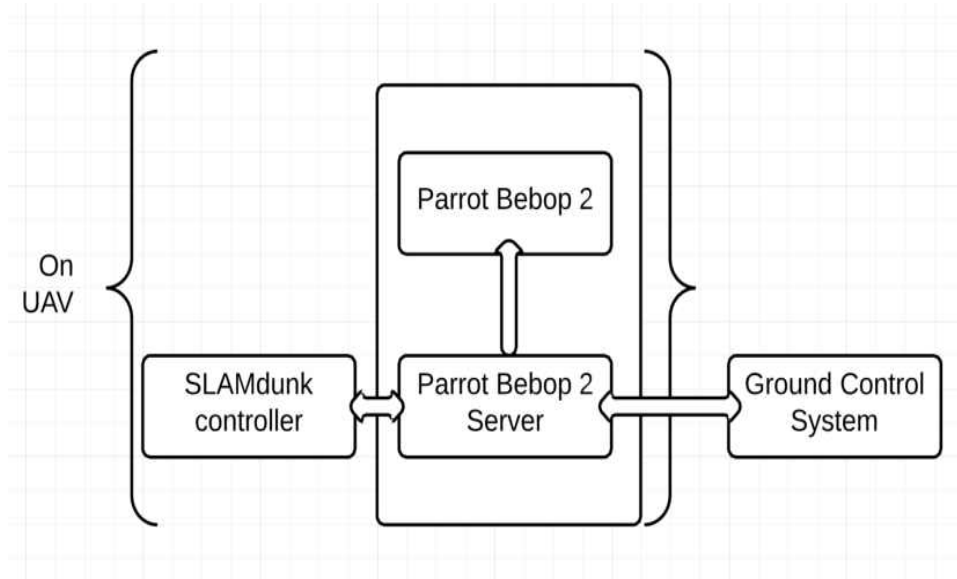 Parrot Bebop 2
On
UAV
SLAMdunk
controller
Parrot Bebop 2
Server
Ground Control
System